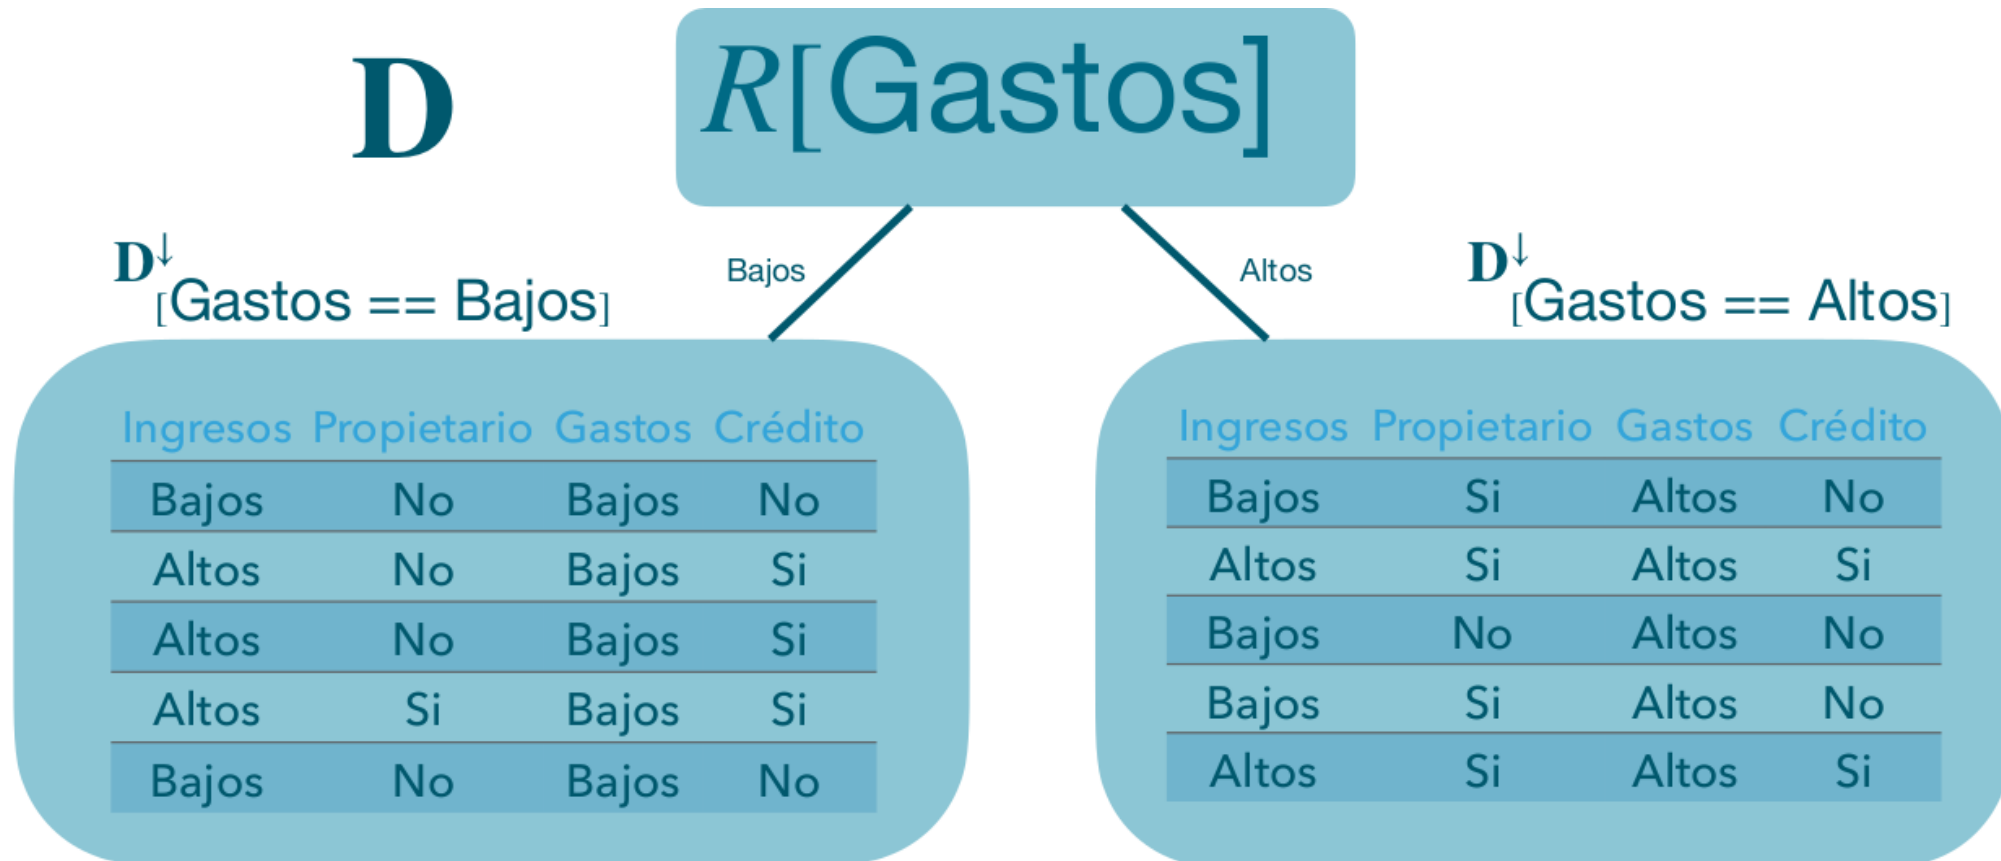 D
R[Gastos]
Bajos
Altos
D↓[Gastos == Bajos]
Ingresos Propietario Gastos Crédito
Bajos No Bajos No
Altos No Bajos Si
Altos No Bajos Si
Altos Si Bajos Si
Bajos No Bajos No
D↓[Gastos == Altos]
Ingresos Propietario Gastos Crédito
Bajos Si Altos No
Altos Si Altos Si
Bajos No Altos No
Bajos Si Altos No
Altos Si Altos Si